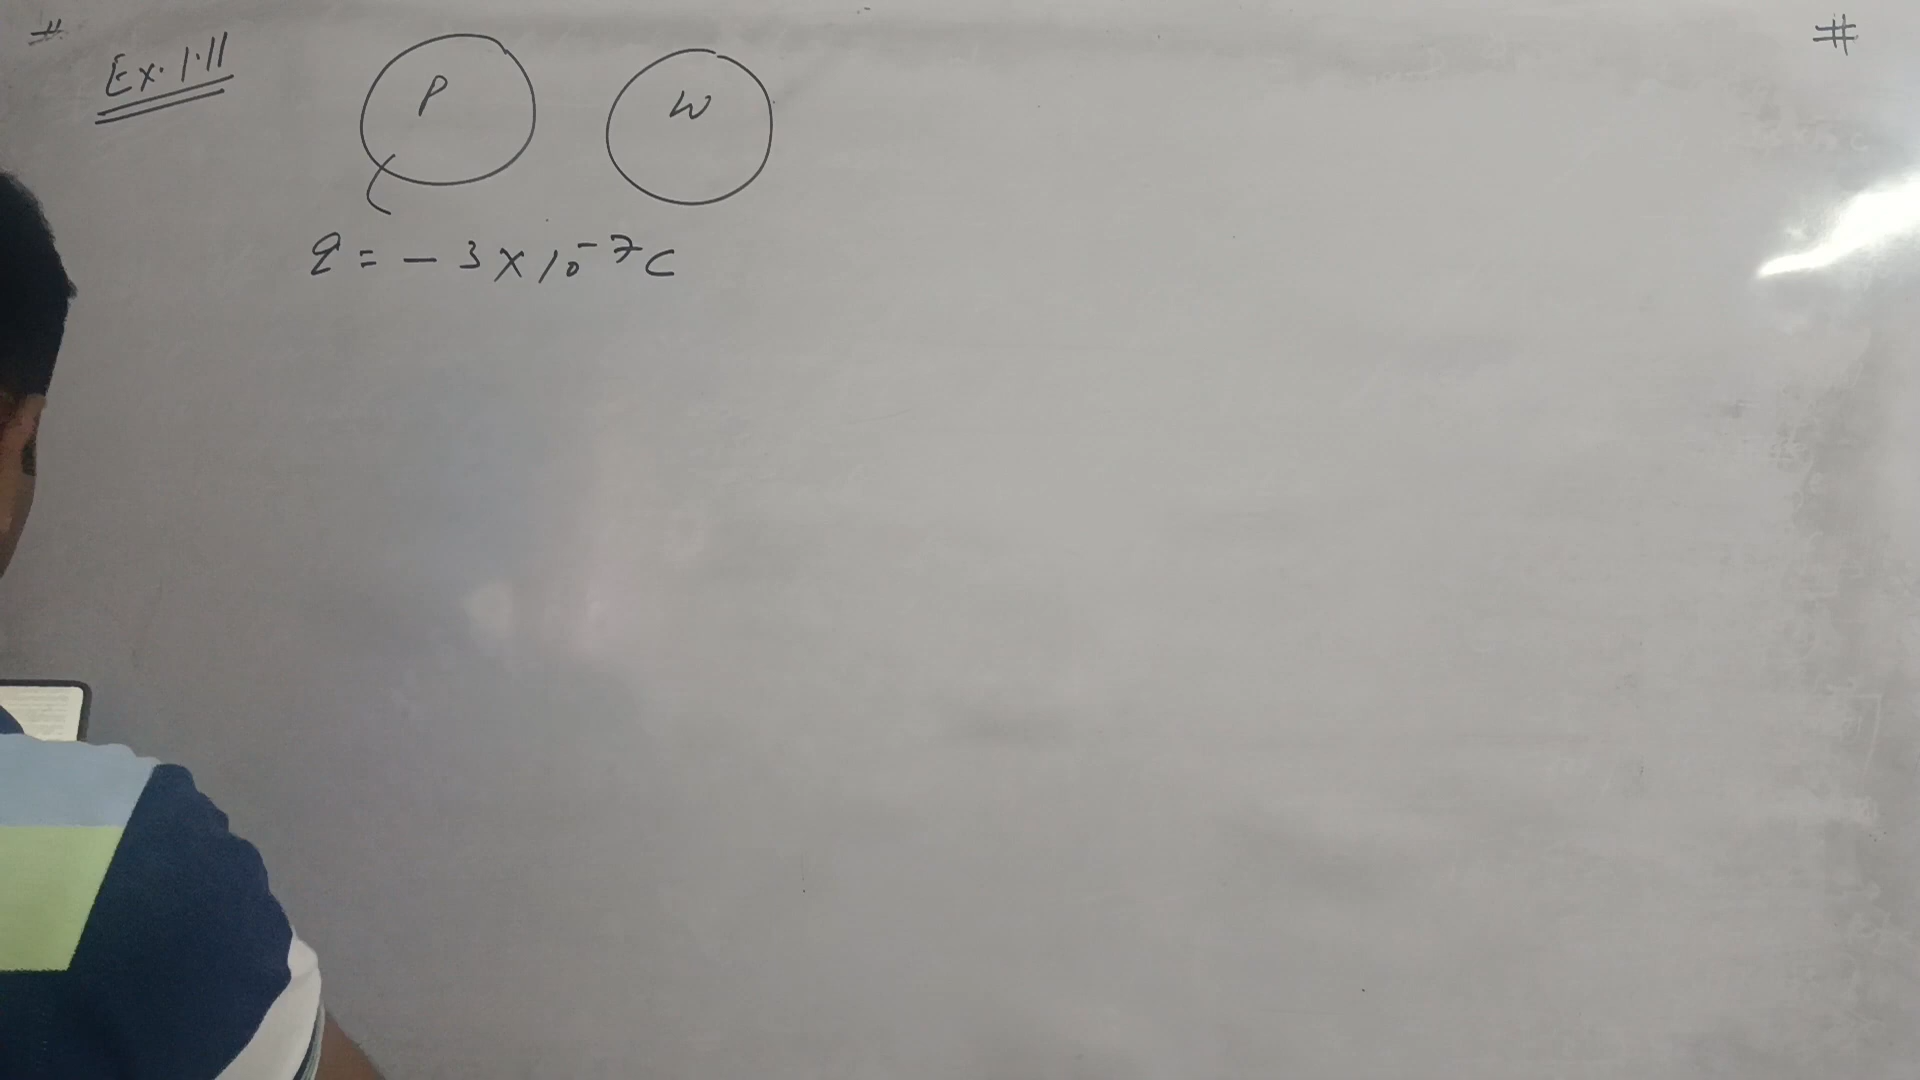 #
#
Ex. 1.11
P
W
q = - 3 × 10⁻⁷ C